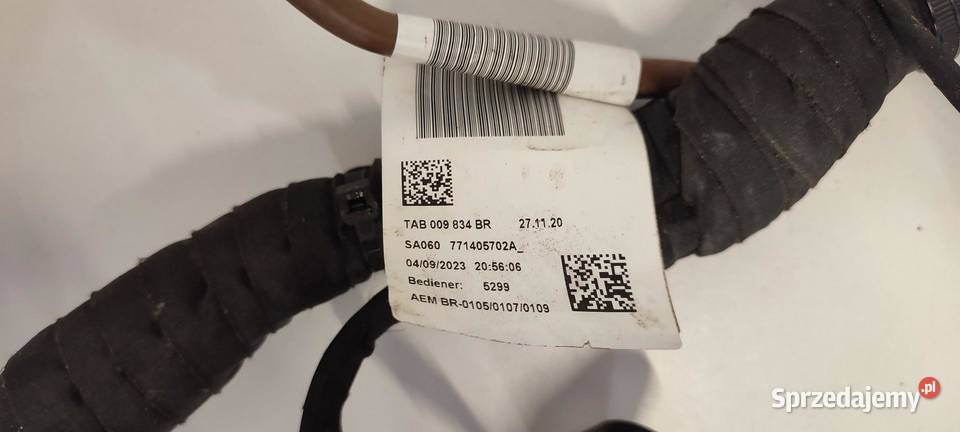 TAB 009 834 BR 27.11.20
SA060 771405702A_
04/09/2023 20:56:06
Bediener: 5299
AEM BR-0105/0107/0109
Sprzedajemy.pl